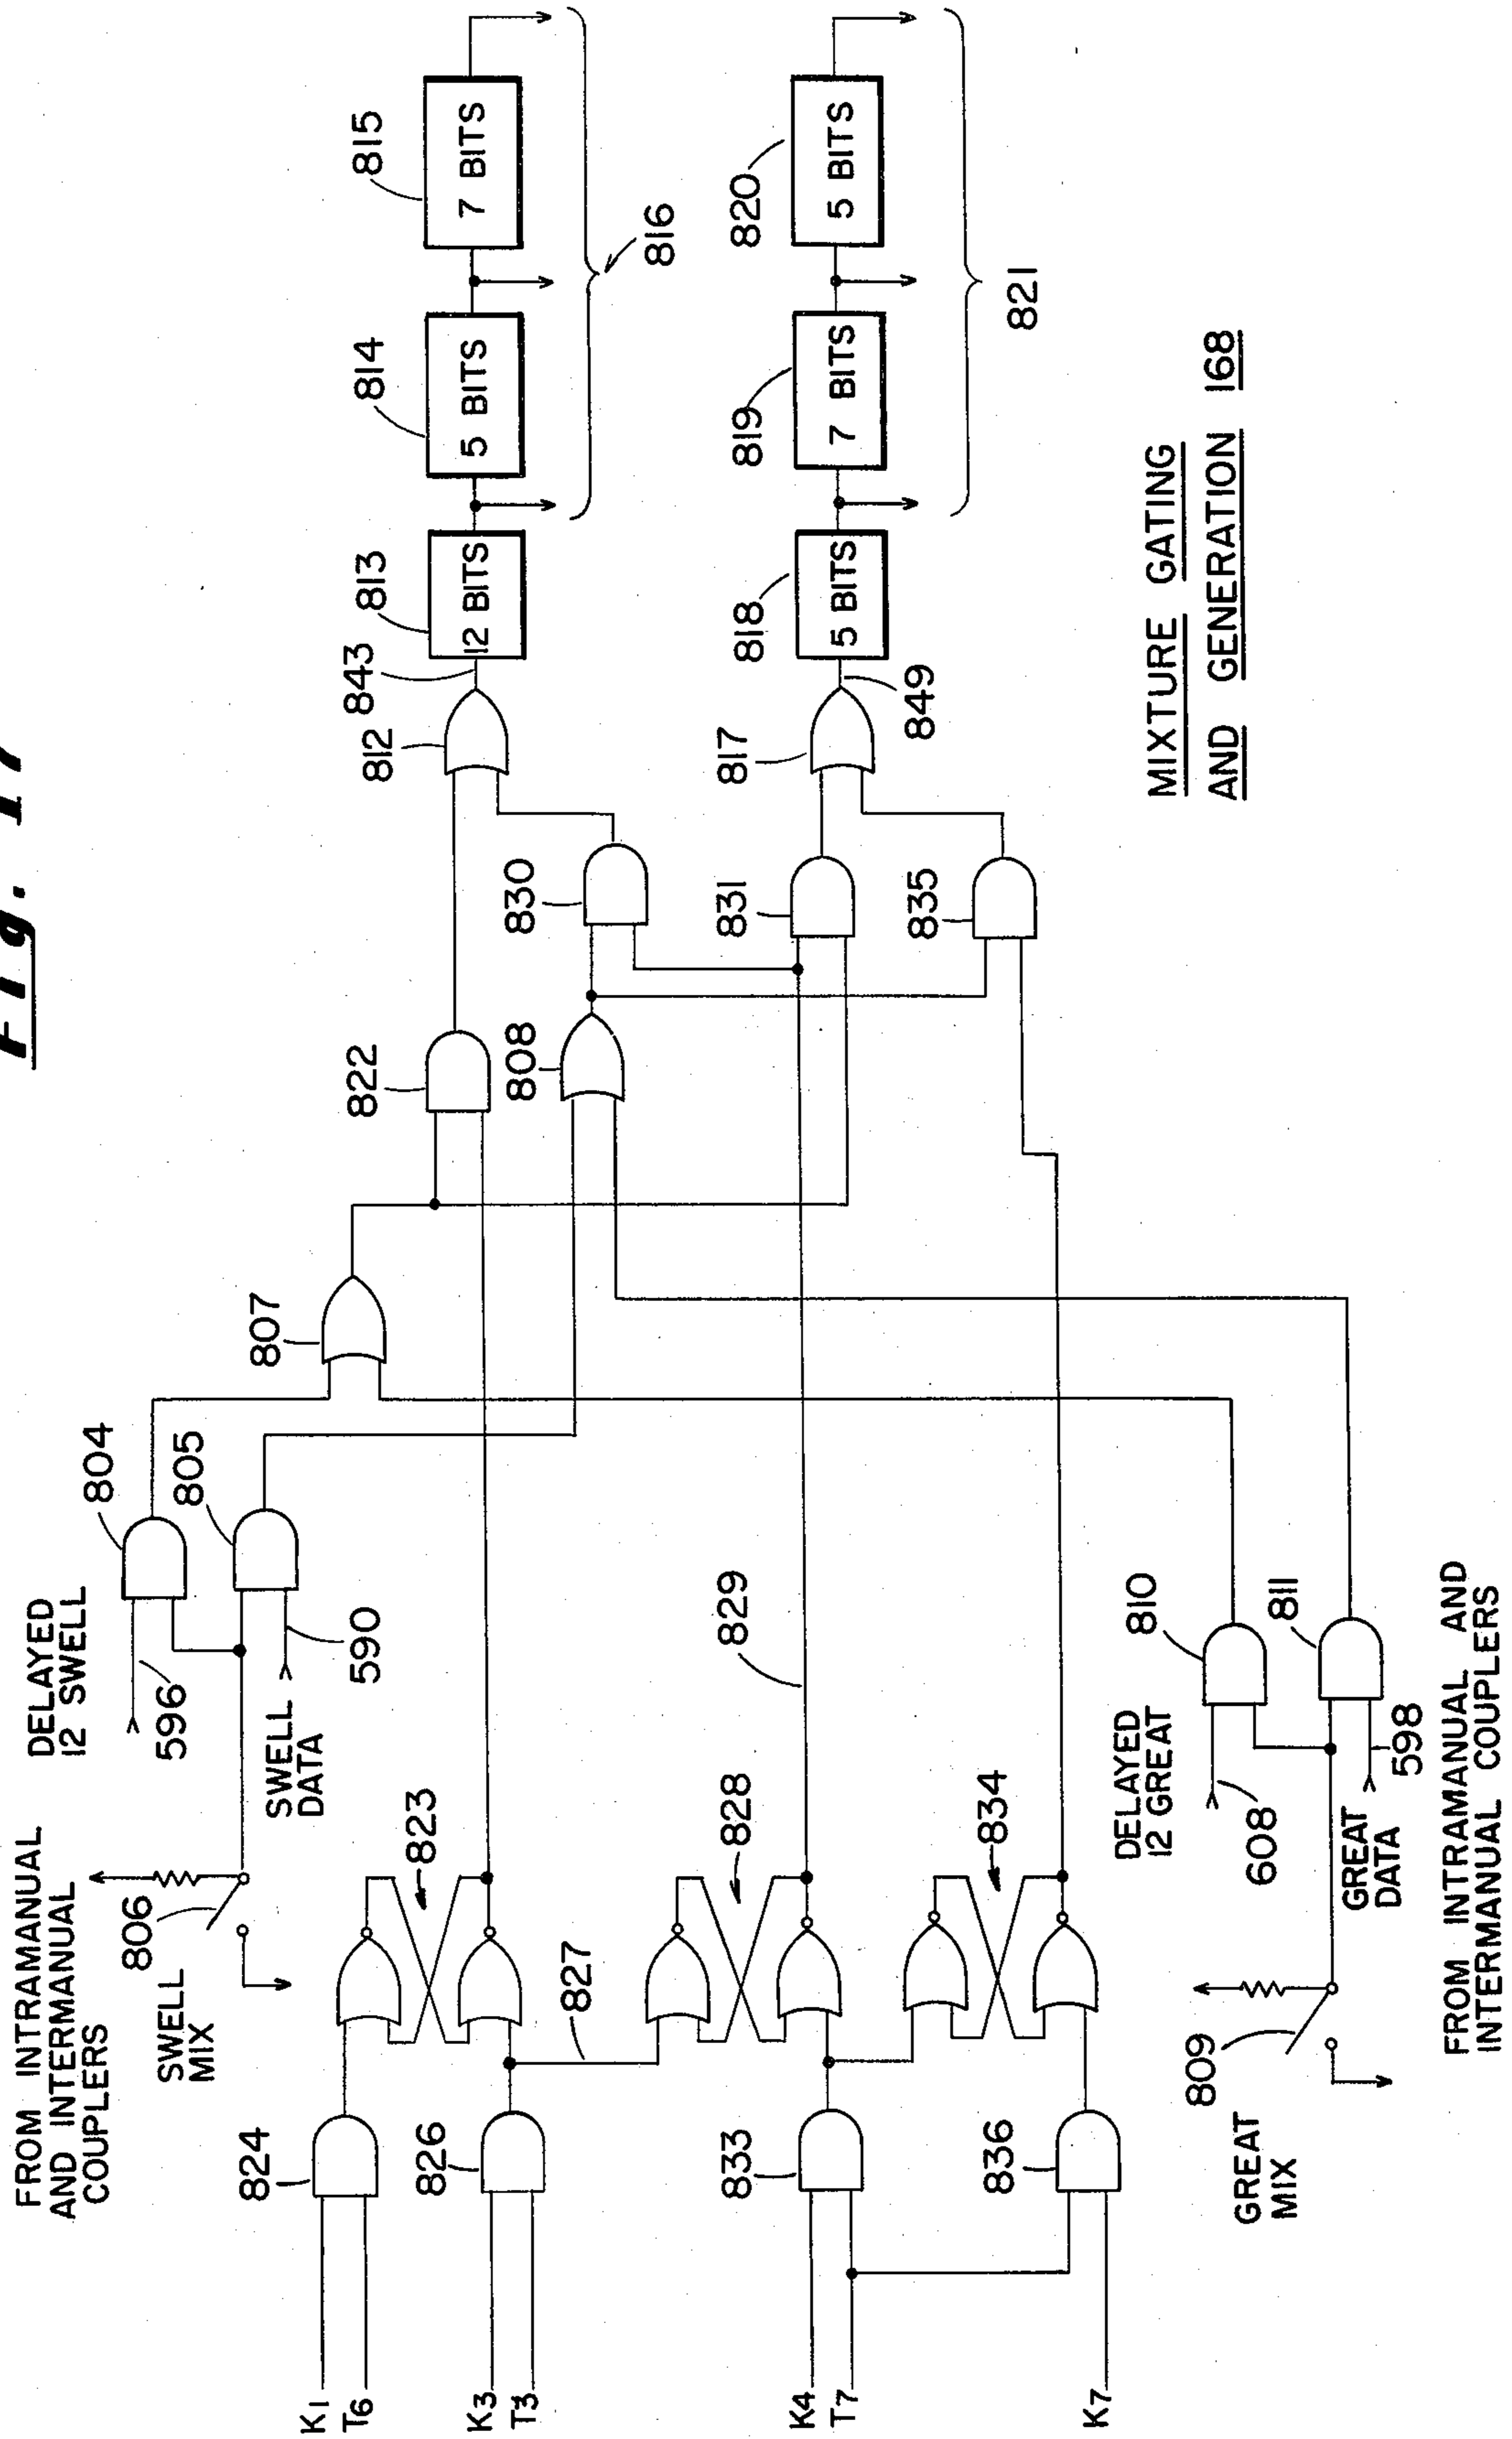 Fig. 17
FROM INTRAMANUAL
AND INTERMANUAL
COUPLERS
DELAYED
12 SWELL
804
805
596
590
SWELL
DATA
806
SWELL
MIX
807
822
808
812
843
813
12 BITS
814
5 BITS
815
7 BITS
816
830
831
835
817
849
818
5 BITS
819
7 BITS
820
5 BITS
821
K1
T6
824
823
K3
T3
826
827
828
829
K4
T7
833
834
K7
836
DELAYED
12 GREAT
810
811
608
598
GREAT
DATA
809
GREAT
MIX
FROM INTRAMANUAL AND
INTERMANUAL COUPLERS
MIXTURE GATING
AND GENERATION 168